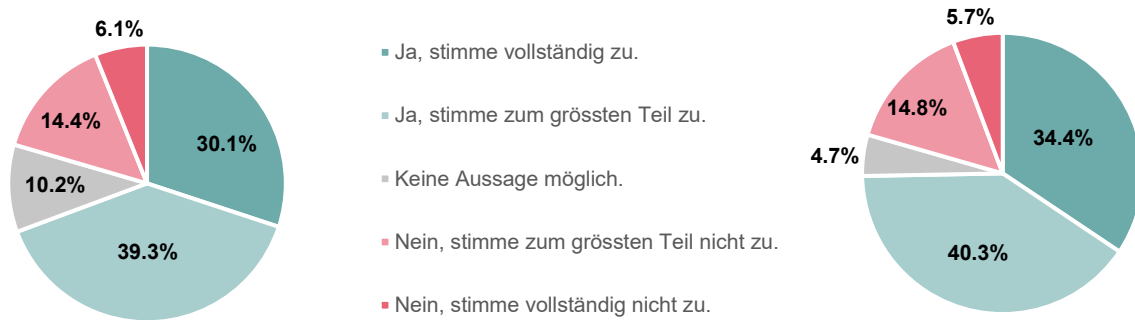 6.1%
14.4%
30.1%
10.2%
39.3%
Ja, stimme vollständig zu.
Ja, stimme zum grössten Teil zu.
Keine Aussage möglich.
Nein, stimme zum grössten Teil nicht zu.
Nein, stimme vollständig nicht zu.
5.7%
14.8%
34.4%
4.7%
40.3%